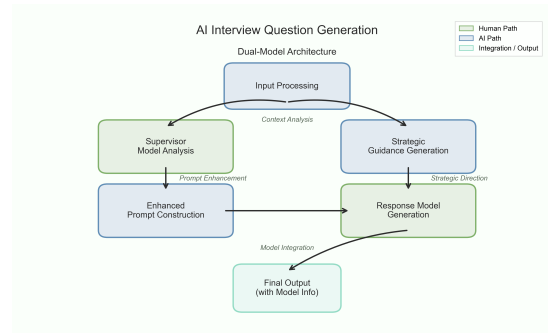 AI Interview Question Generation
Human Path
AI Path
Integration / Output
Dual-Model Architecture
Input Processing
Context Analysis
Supervisor
Model Analysis
Strategic
Guidance Generation
Prompt Enhancement
Strategic Direction
Enhanced
Prompt Construction
Response Model
Generation
Model Integration
Final Output
(with Model Info)